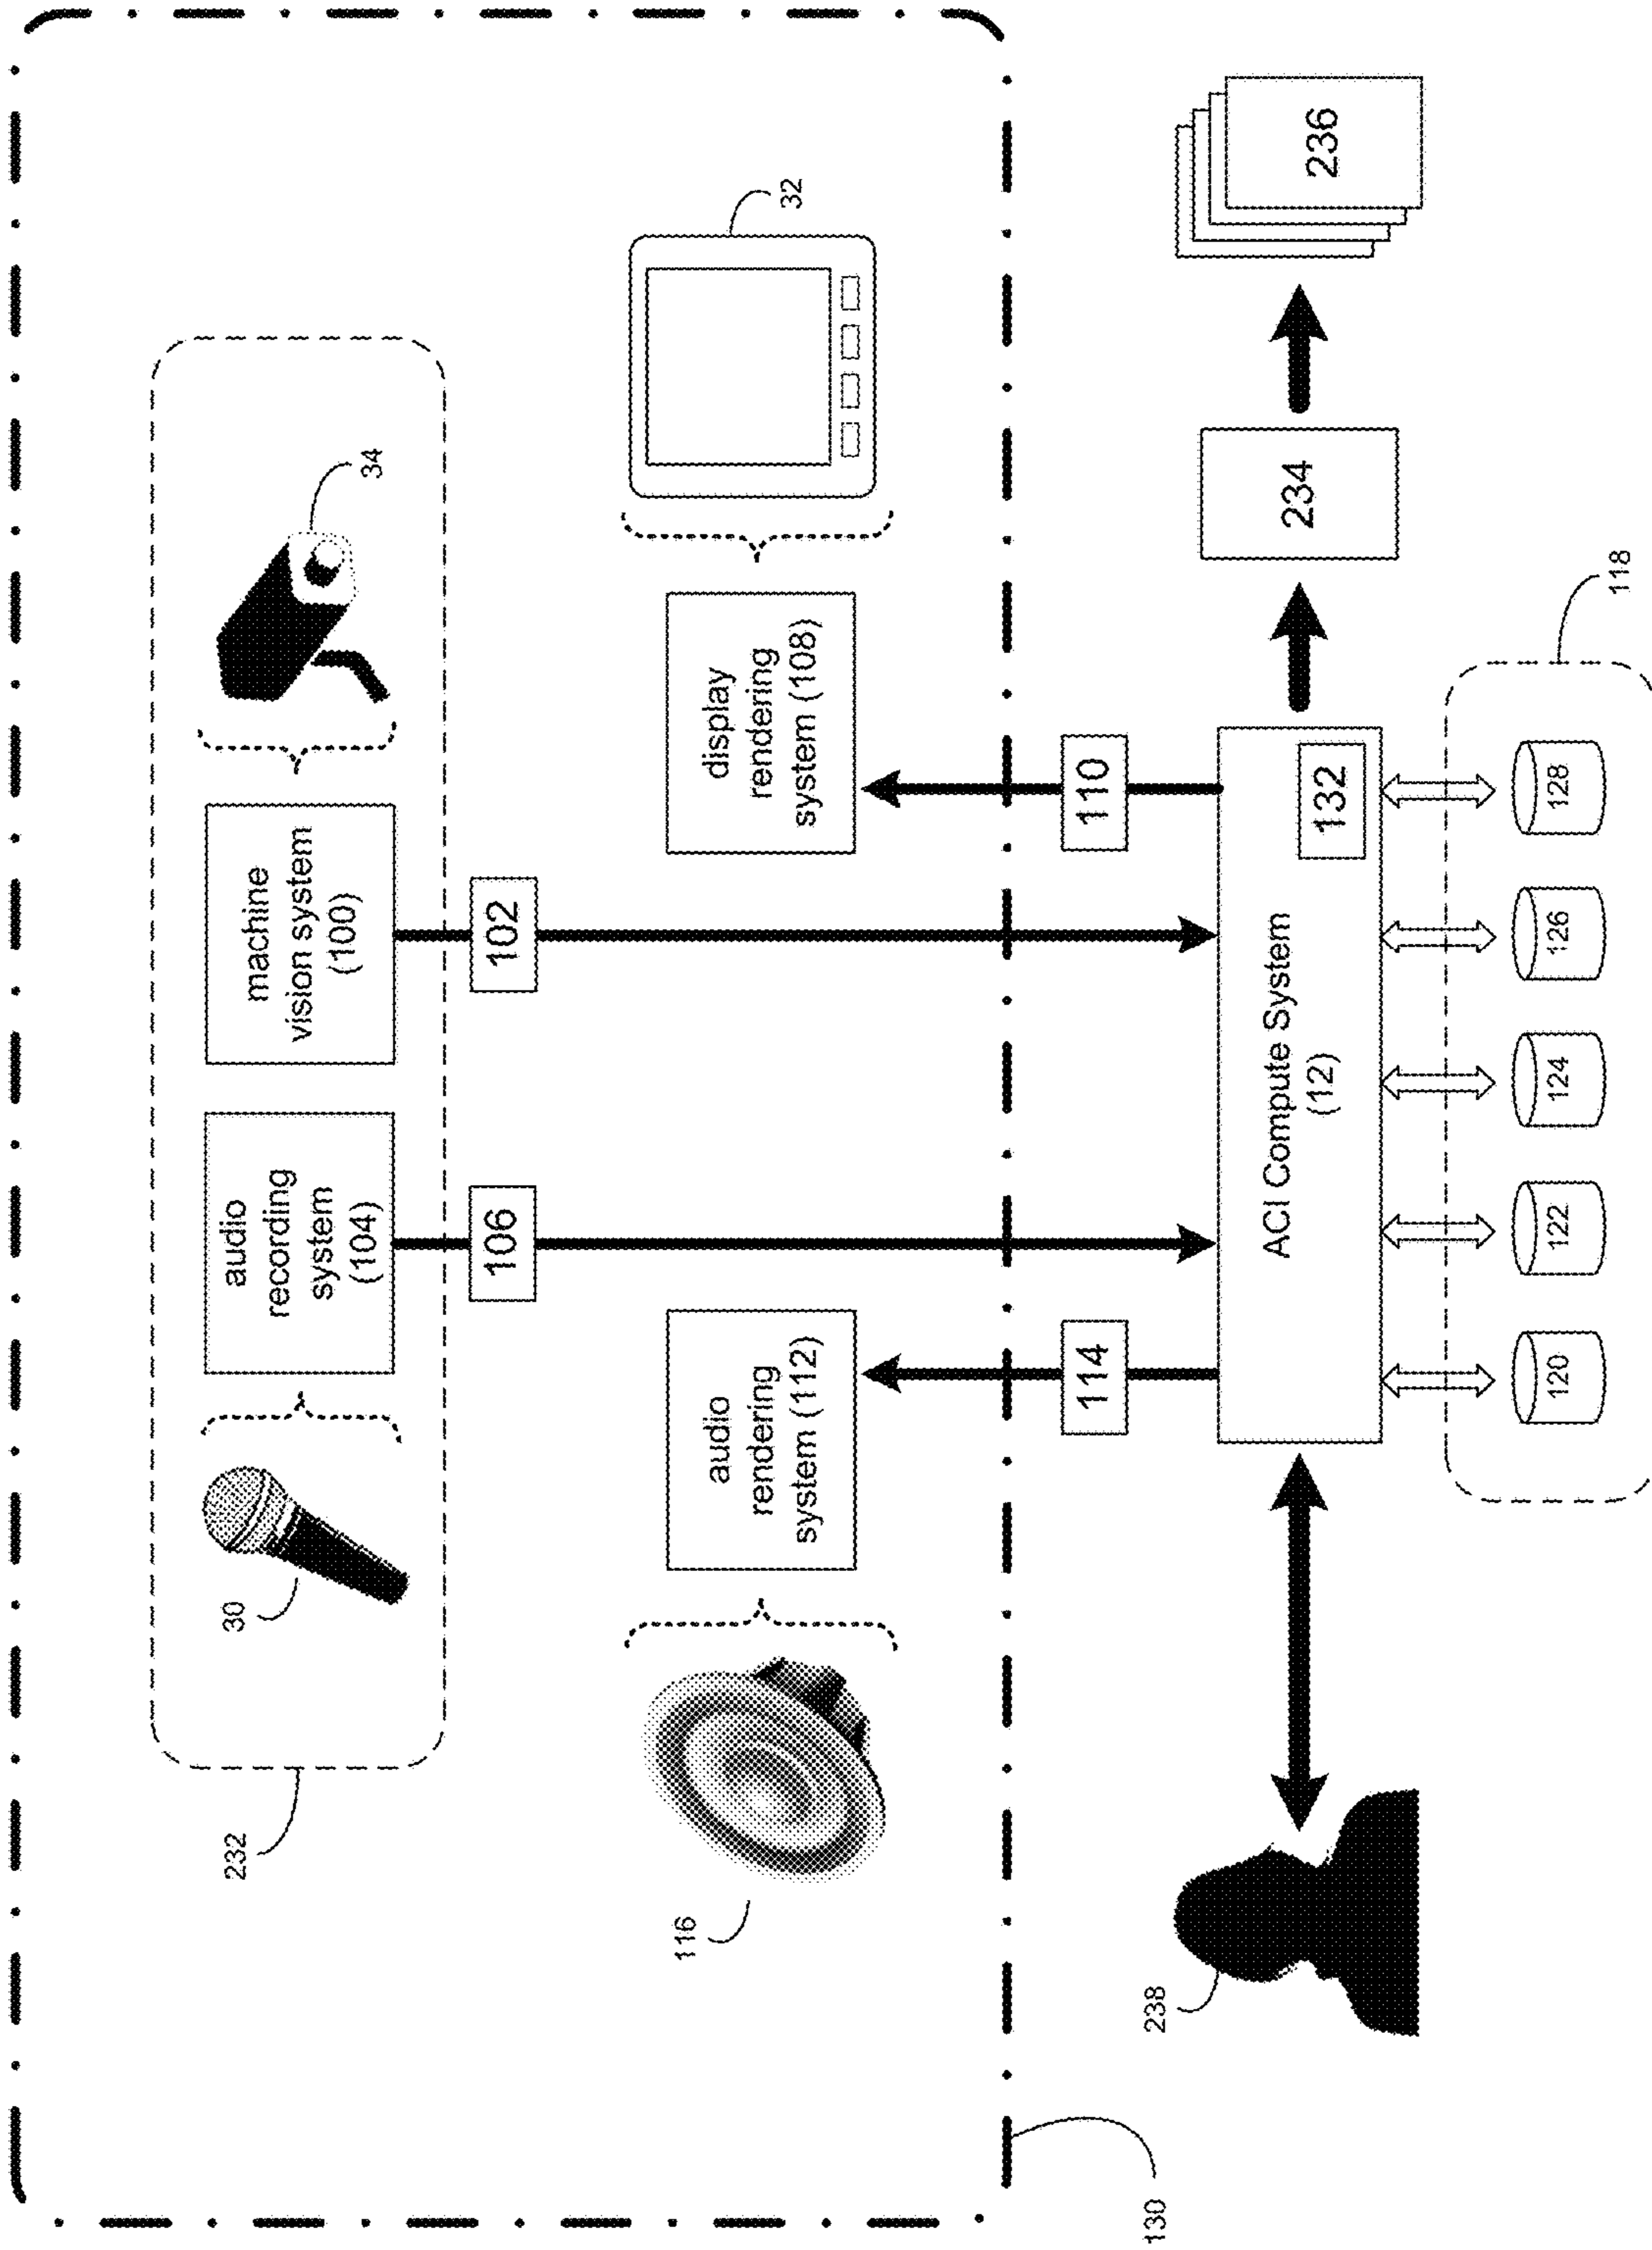 232
30
audio
recording
system
(104)
machine
vision system
(100)
34
106
102
116
audio
rendering
system (112)
display
rendering
system (108)
32
130
114
110
238
ACI Compute System
(12)
132
234
236
120
122
124
126
128
118